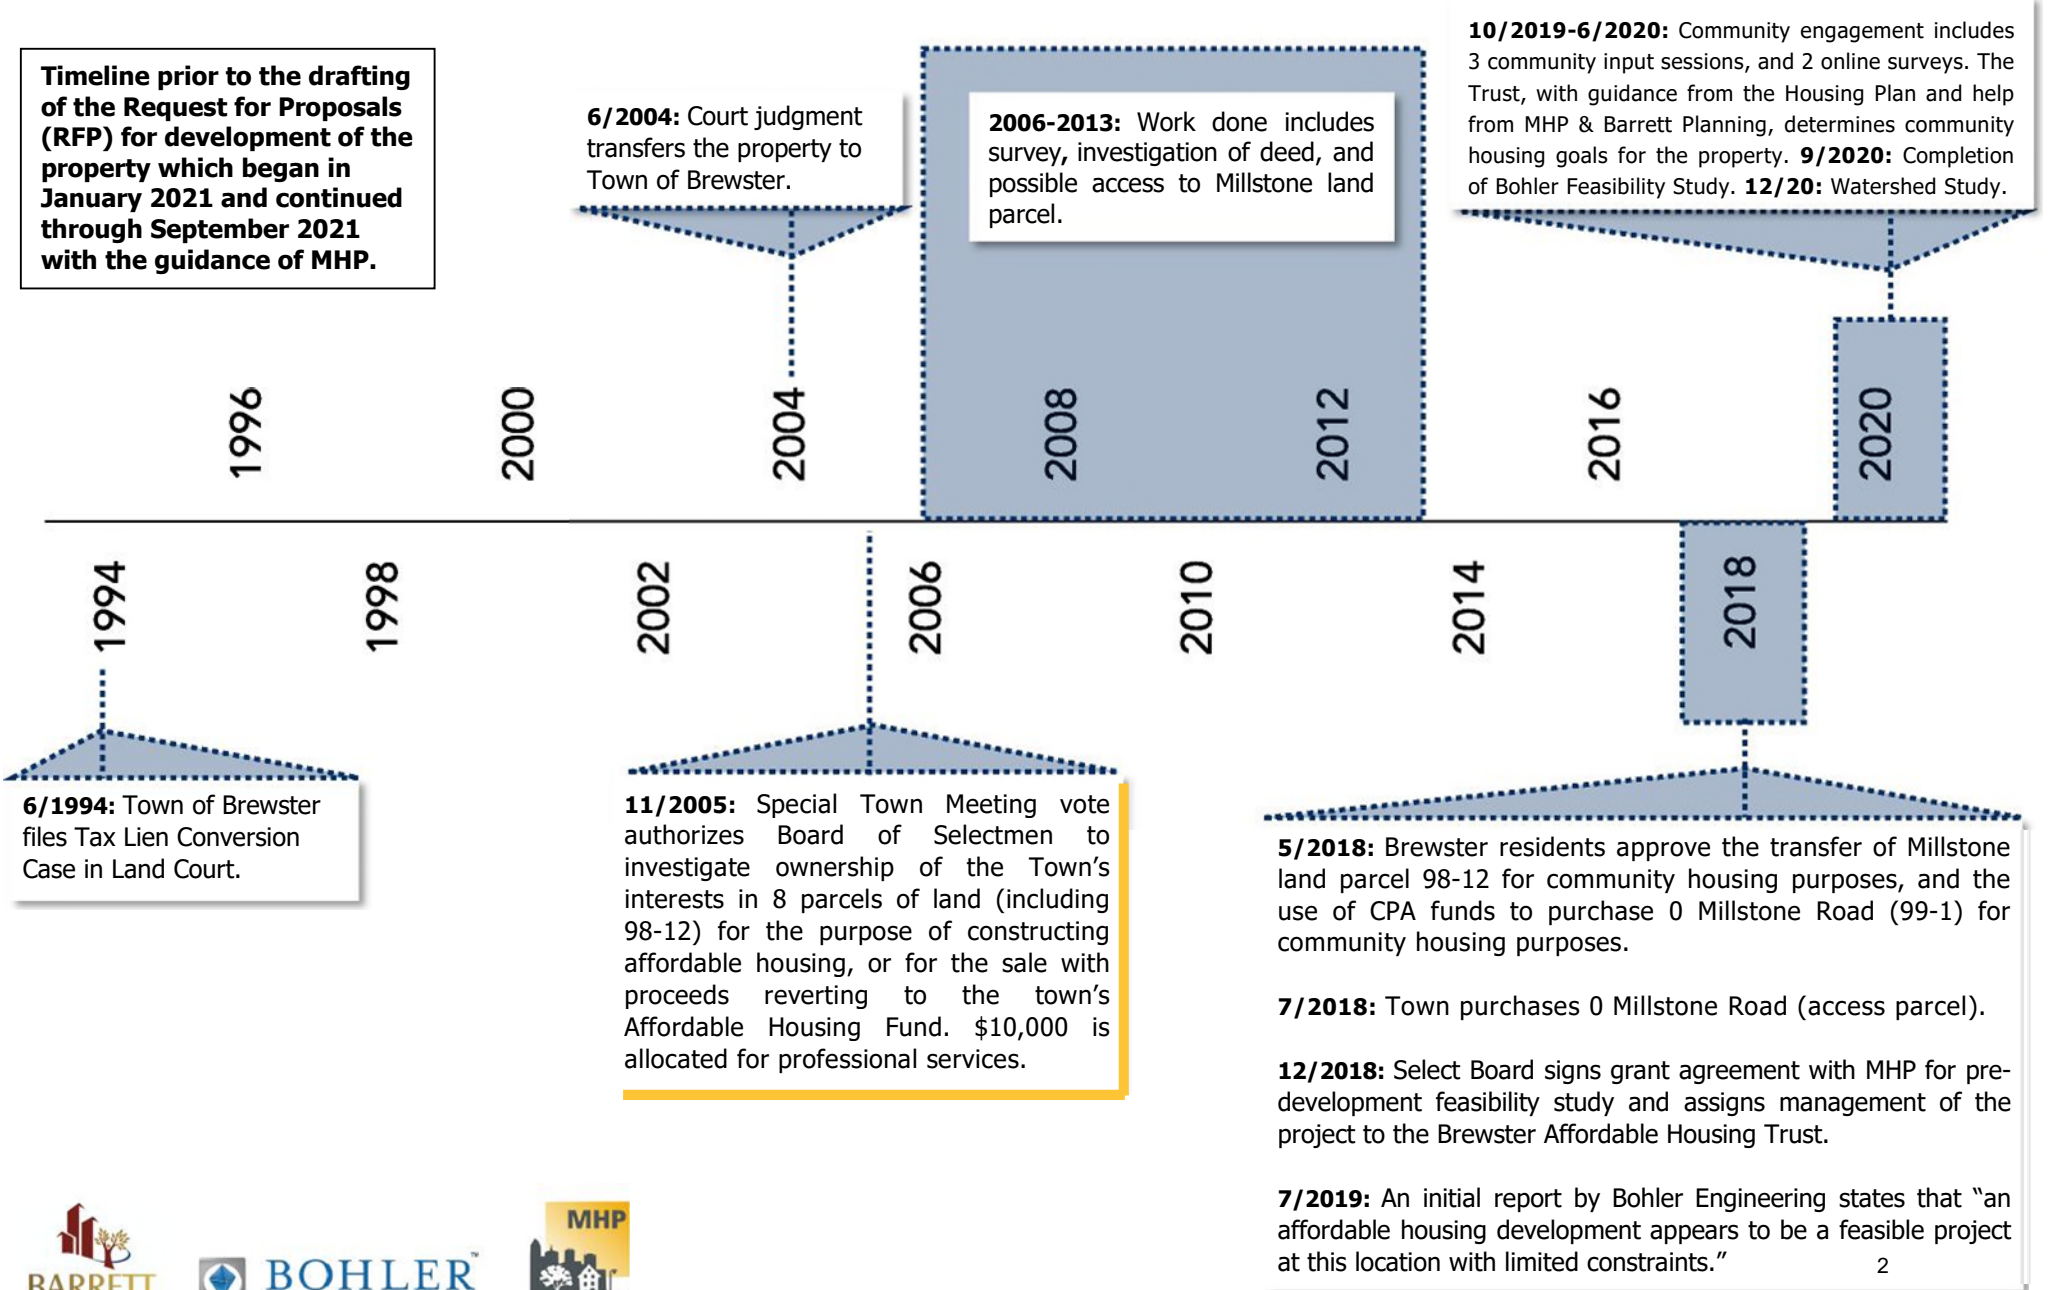 Timeline prior to the drafting
of the Request for Proposals
(RFP) for development of the
property which began in
January 2021 and continued
through September 2021
with the guidance of MHP.
6/2004: Court judgment
transfers the property to
Town of Brewster.
2006-2013: Work done includes
survey, investigation of deed, and
possible access to Millstone land
parcel.
10/2019-6/2020: Community engagement includes
3 community input sessions, and 2 online surveys. The
Trust, with guidance from the Housing Plan and help
from MHP & Barrett Planning, determines community
housing goals for the property. 9/2020: Completion
of Bohler Feasibility Study. 12/20: Watershed Study.
1996
2000
2004
2008
2012
2016
2020
1994
1998
2002
2006
2010
2014
2018
6/1994: Town of Brewster
files Tax Lien Conversion
Case in Land Court.
11/2005: Special Town Meeting vote
authorizes Board of Selectmen to
investigate ownership of the Town’s
interests in 8 parcels of land (including
98-12) for the purpose of constructing
affordable housing, or for the sale with
proceeds reverting to the town’s
Affordable Housing Fund. $10,000 is
allocated for professional services.
5/2018: Brewster residents approve the transfer of Millstone
land parcel 98-12 for community housing purposes, and the
use of CPA funds to purchase 0 Millstone Road (99-1) for
community housing purposes.
7/2018: Town purchases 0 Millstone Road (access parcel).
12/2018: Select Board signs grant agreement with MHP for pre-
development feasibility study and assigns management of the
project to the Brewster Affordable Housing Trust.
7/2019: An initial report by Bohler Engineering states that “an
affordable housing development appears to be a feasible project
at this location with limited constraints.”
2
BARRETT
BOHLER™
MHP